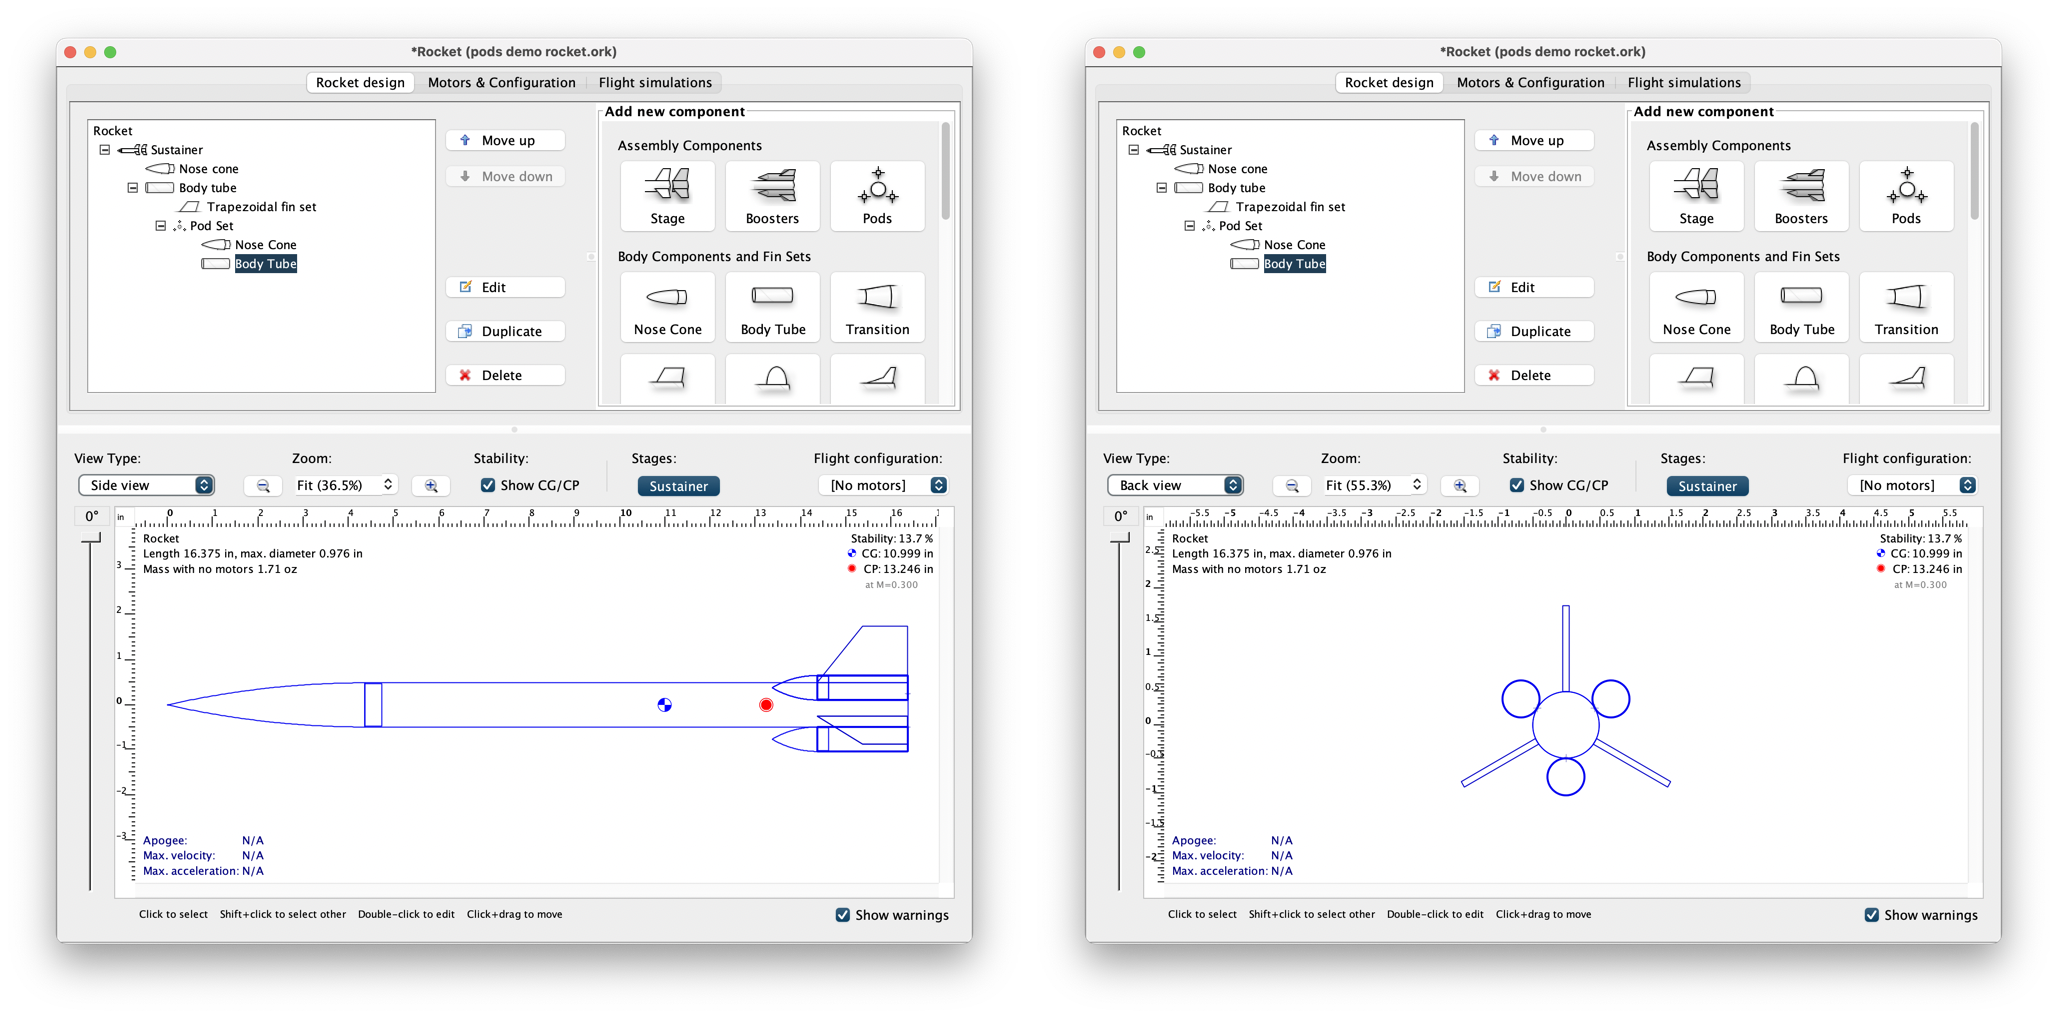 *Rocket (pods demo rocket.ork)
Rocket design Motors & Configuration Flight simulations
Rocket
Sustainer
Nose cone
Body tube
Trapezoidal fin set
Pod Set
Nose Cone
Body Tube
Move up
Move down
Edit
Duplicate
Delete
Add new component
Assembly Components
Stage Boosters Pods
Body Components and Fin Sets
Nose Cone Body Tube Transition
View Type: Zoom: Stability: Stages: Flight configuration:
Side view Fit (36.5%) Show CG/CP Sustainer [No motors]
0° in 0 1 2 3 4 5 6 7 8 9 10 11 12 13 14 15 16
3
2
1
0
-1
-2
-3
Rocket
Length 16.375 in, max. diameter 0.976 in
Mass with no motors 1.71 oz
Stability: 13.7 %
CG: 10.999 in
CP: 13.246 in
at M=0.300
Apogee: N/A
Max. velocity: N/A
Max. acceleration: N/A
Click to select Shift+click to select other Double-click to edit Click+drag to move Show warnings
*Rocket (pods demo rocket.ork)
Rocket design Motors & Configuration Flight simulations
Rocket
Sustainer
Nose cone
Body tube
Trapezoidal fin set
Pod Set
Nose Cone
Body Tube
Move up
Move down
Edit
Duplicate
Delete
Add new component
Assembly Components
Stage Boosters Pods
Body Components and Fin Sets
Nose Cone Body Tube Transition
View Type: Zoom: Stability: Stages: Flight configuration:
Back view Fit (55.3%) Show CG/CP Sustainer [No motors]
0° in -5.5 -5 -4.5 -4 -3.5 -3 -2.5 -2 -1.5 -1 -0.5 0 0.5 1 1.5 2 2.5 3 3.5 4 4.5 5 5.5
2.5
2
1.5
1
0.5
0
-0.5
-1
-1.5
-2
Rocket
Length 16.375 in, max. diameter 0.976 in
Mass with no motors 1.71 oz
Stability: 13.7 %
CG: 10.999 in
CP: 13.246 in
at M=0.300
Apogee: N/A
Max. velocity: N/A
Max. acceleration: N/A
Click to select Shift+click to select other Double-click to edit Click+drag to move Show warnings